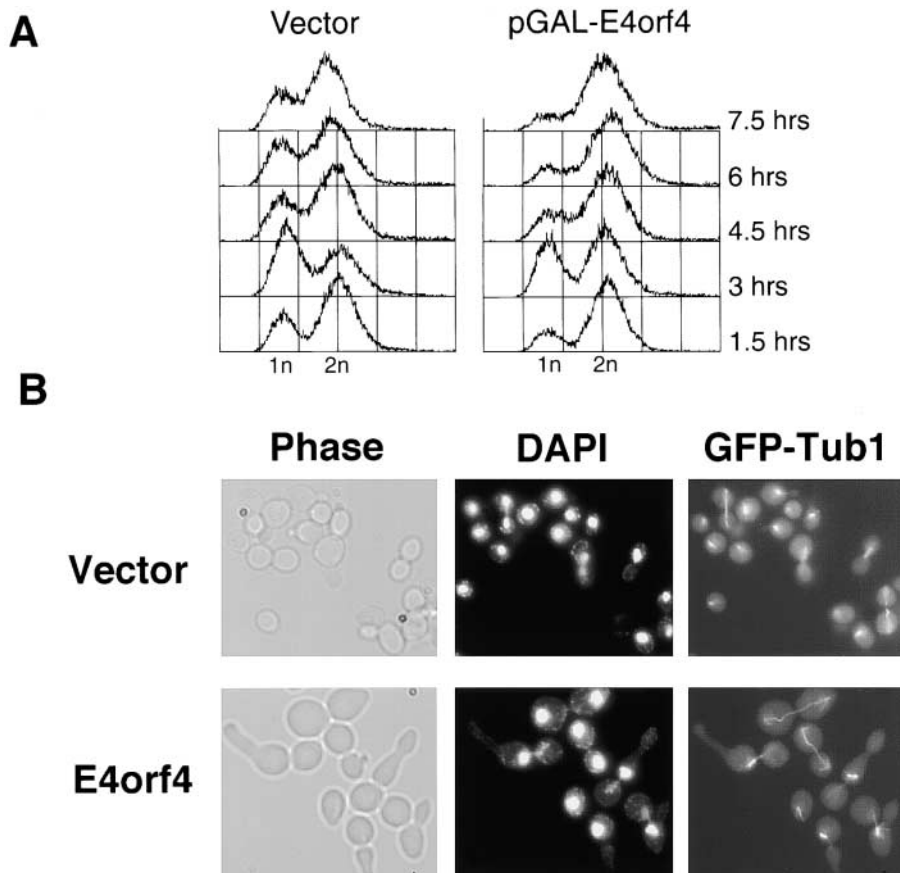 A
Vector
pGAL-E4orf4
7.5 hrs
6 hrs
4.5 hrs
3 hrs
1.5 hrs
1n 2n
1n 2n
B
Phase
DAPI
GFP-Tub1
Vector
E4orf4